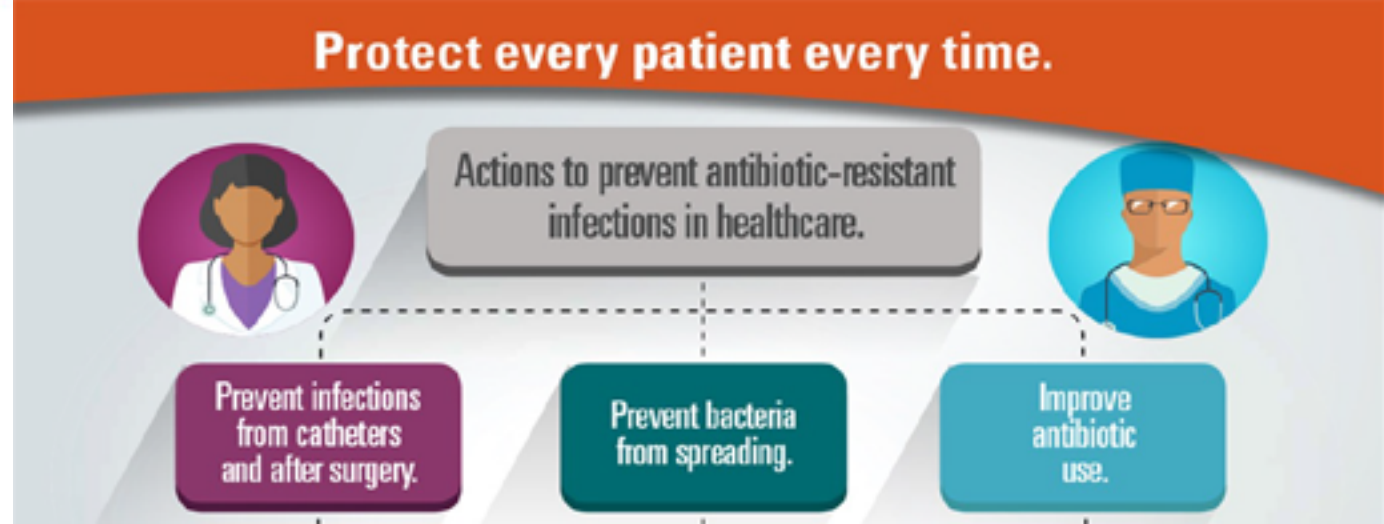 Protect every patient every time.
Actions to prevent antibiotic-resistant
infections in healthcare.
Prevent infections
from catheters
and after surgery.
Prevent bacteria
from spreading.
Improve
antibiotic
use.